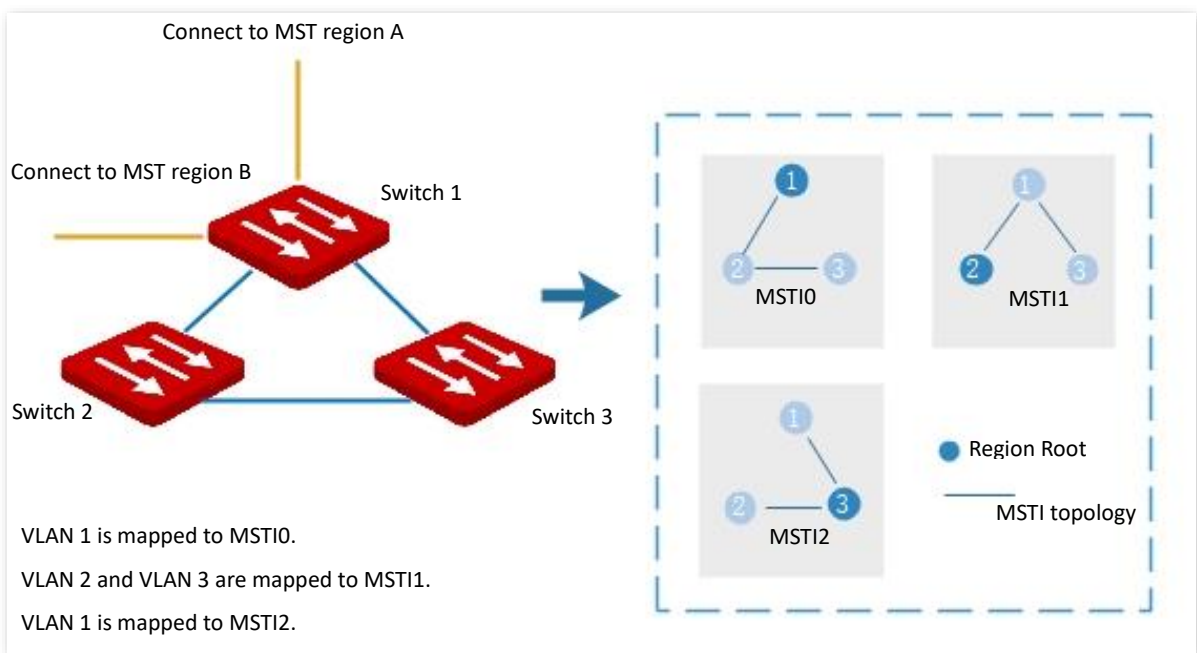 Connect to MST region A
Connect to MST region B
Switch 1
Switch 2
Switch 3
1
2
3
MSTI0
1
2
3
MSTI1
1
2
3
MSTI2
Region Root
MSTI topology
VLAN 1 is mapped to MSTI0.
VLAN 2 and VLAN 3 are mapped to MSTI1.
VLAN 1 is mapped to MSTI2.